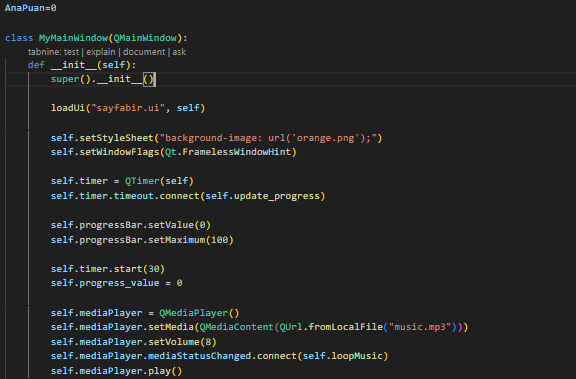 AnaPuan=0
class MyMainWindow(QMainWindow):
tabnine: test | explain | document | ask
def __init__(self):
super().__init__()
loadUi("sayfabir.ui", self)
self.setStyleSheet("background-image: url('orange.png');")
self.setWindowFlags(Qt.FramelessWindowHint)
self.timer = QTimer(self)
self.timer.timeout.connect(self.update_progress)
self.progressBar.setValue(0)
self.progressBar.setMaximum(100)
self.timer.start(30)
self.progress_value = 0
self.mediaPlayer = QMediaPlayer()
self.mediaPlayer.setMedia(QMediaContent(QUrl.fromLocalFile("music.mp3")))
self.mediaPlayer.setVolume(8)
self.mediaPlayer.mediaStatusChanged.connect(self.loopMusic)
self.mediaPlayer.play()